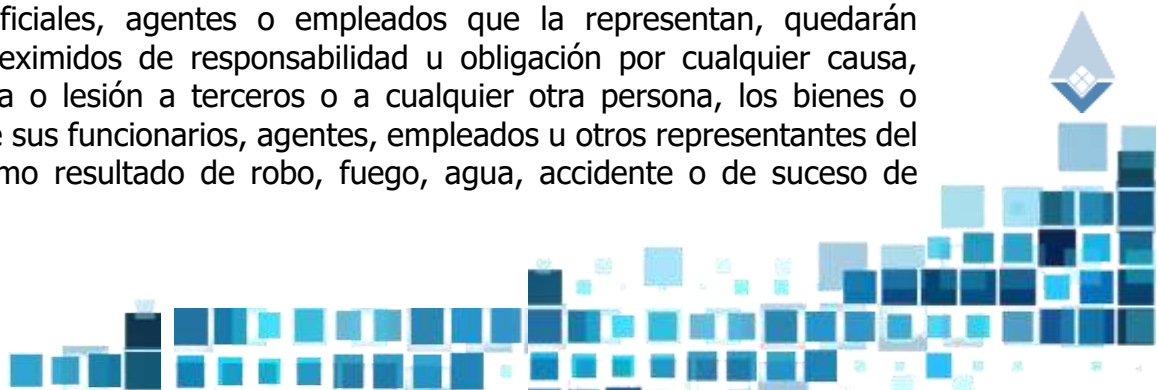 ficiales, agentes o empleados que la representan, quedarán
eximidos de responsabilidad u obligación por cualquier causa,
a o lesión a terceros o a cualquier otra persona, los bienes o
e sus funcionarios, agentes, empleados u otros representantes del
mo resultado de robo, fuego, agua, accidente o de suceso de